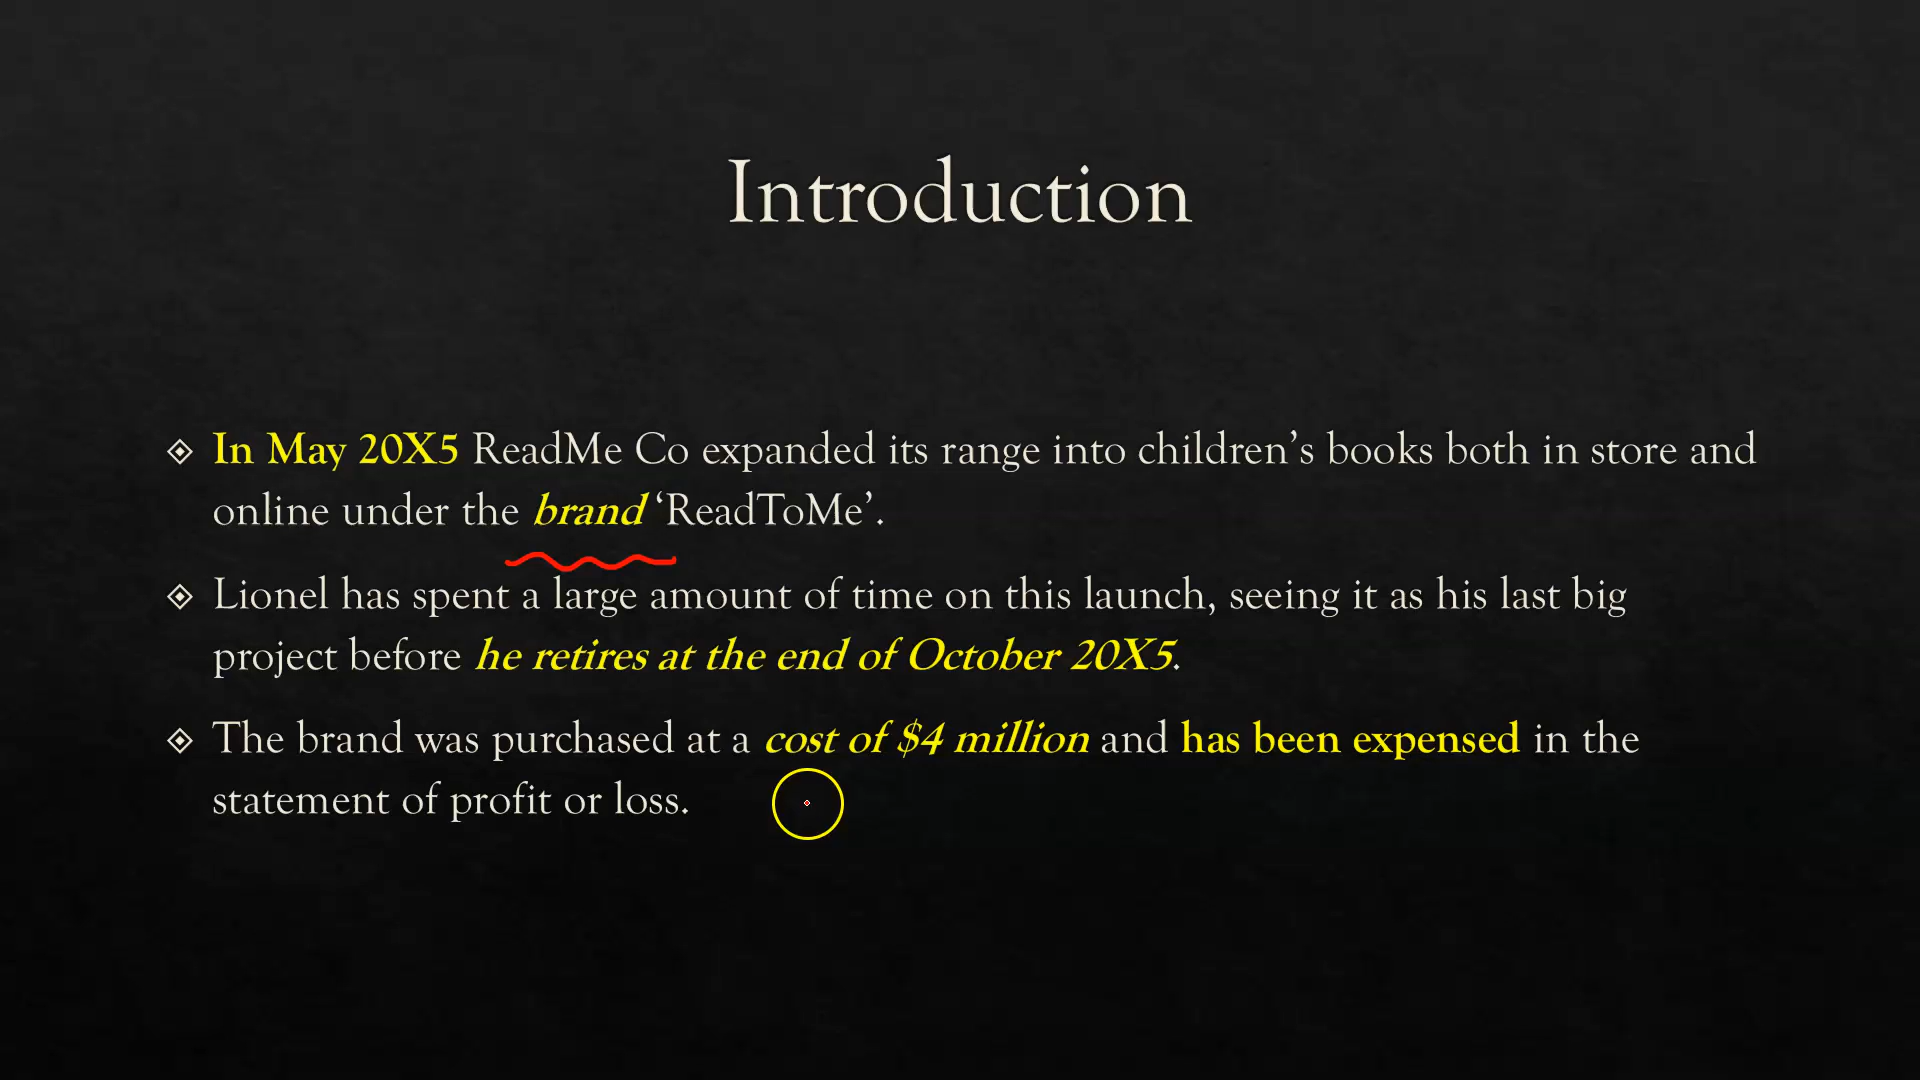 Introduction
In May 20X5 ReadMe Co expanded its range into children’s books both in store and
online under the brand ‘ReadToMe’.
Lionel has spent a large amount of time on this launch, seeing it as his last big
project before he retires at the end of October 20X5.
The brand was purchased at a cost of $4 million and has been expensed in the
statement of profit or loss.